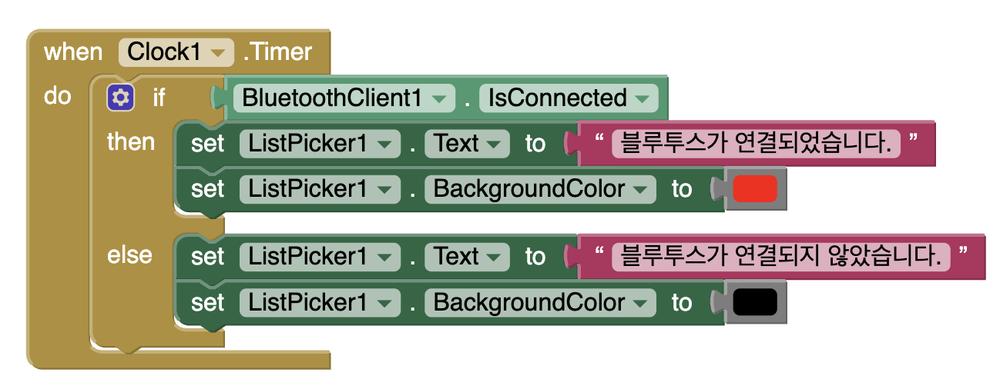 when Clock1 .Timer
do if BluetoothClient1 . IsConnected
then set ListPicker1 . Text to “ 블루투스가 연결되었습니다. ”
set ListPicker1 . BackgroundColor to
else set ListPicker1 . Text to “ 블루투스가 연결되지 않았습니다. ”
set ListPicker1 . BackgroundColor to